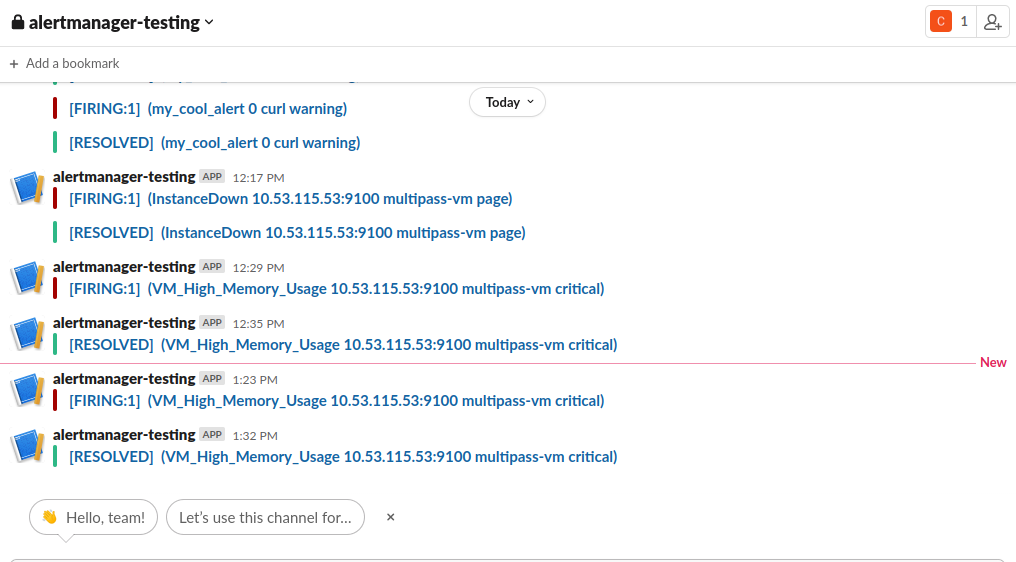 alertmanager-testing
C 1
+ Add a bookmark
Today
[FIRING:1] (my_cool_alert 0 curl warning)
[RESOLVED] (my_cool_alert 0 curl warning)
alertmanager-testing APP 12:17 PM
[FIRING:1] (InstanceDown 10.53.115.53:9100 multipass-vm page)
[RESOLVED] (InstanceDown 10.53.115.53:9100 multipass-vm page)
alertmanager-testing APP 12:29 PM
[FIRING:1] (VM_High_Memory_Usage 10.53.115.53:9100 multipass-vm critical)
alertmanager-testing APP 12:35 PM
[RESOLVED] (VM_High_Memory_Usage 10.53.115.53:9100 multipass-vm critical)
New
alertmanager-testing APP 1:23 PM
[FIRING:1] (VM_High_Memory_Usage 10.53.115.53:9100 multipass-vm critical)
alertmanager-testing APP 1:32 PM
[RESOLVED] (VM_High_Memory_Usage 10.53.115.53:9100 multipass-vm critical)
👋 Hello, team! Let's use this channel for... ×